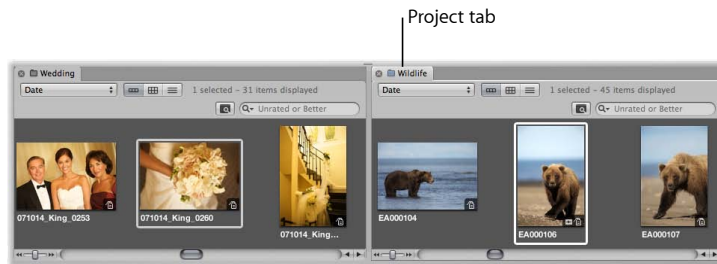 Project tab
Wedding
Date
1 selected - 31 items displayed
Unrated or Better
071014_King_0253
071014_King_0260
071014_King...
Wildlife
Date
1 selected - 45 items displayed
Unrated or Better
EA000104
EA000106
EA000107